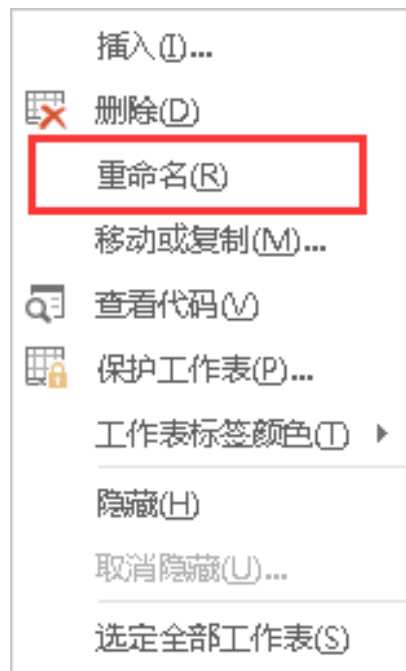 插入(I)...
删除(D)
重命名(R)
移动或复制(M)...
查看代码(V)
保护工作表(P)...
工作表标签颜色(T)
隐藏(H)
取消隐藏(U)...
选定全部工作表(S)